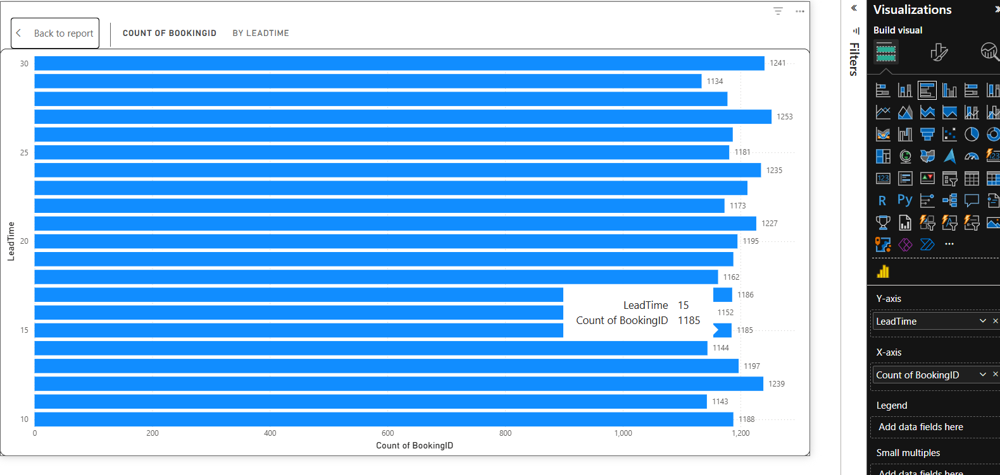 Back to report
COUNT OF BOOKINGID
BY LEADTIME
30
25
20
15
10
LeadTime
1241
1134
1253
1181
1235
1173
1227
1195
1162
1186
1152
1185
1144
1197
1239
1143
1188
LeadTime 15
Count of BookingID 1185
0 200 400 600 800 1,000 1,200
Count of BookingID
Filters
Visualizations
Build visual
123
123
R Py
Y-axis
LeadTime
X-axis
Count of BookingID
Legend
Add data fields here
Small multiples
Add data fields here